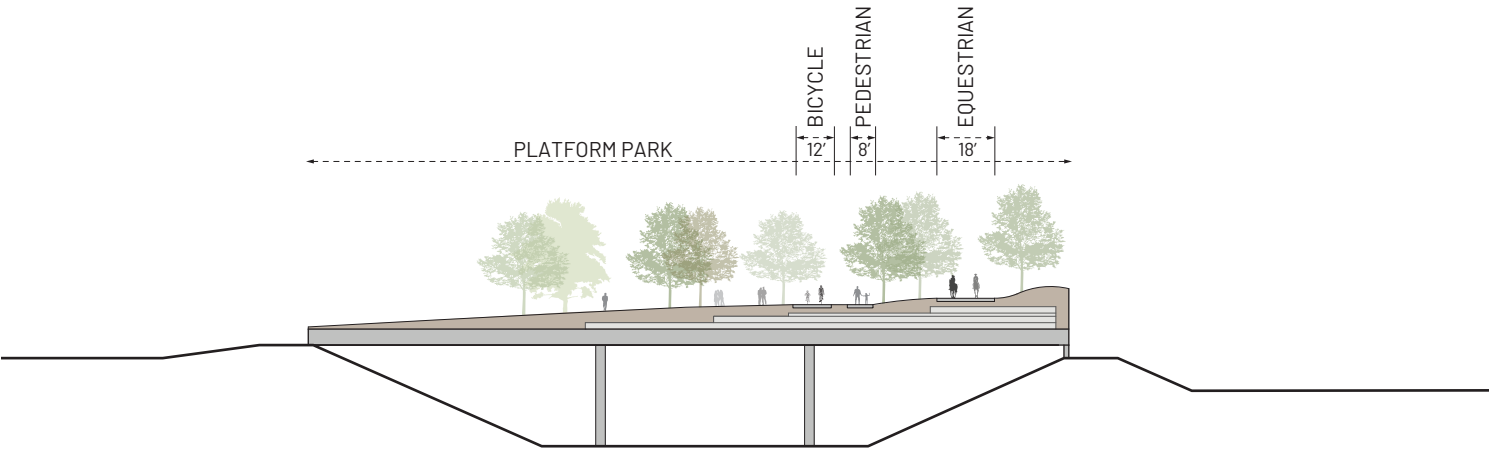 BICYCLE
PEDESTRIAN
EQUESTRIAN
PLATFORM PARK
12′
8′
18′